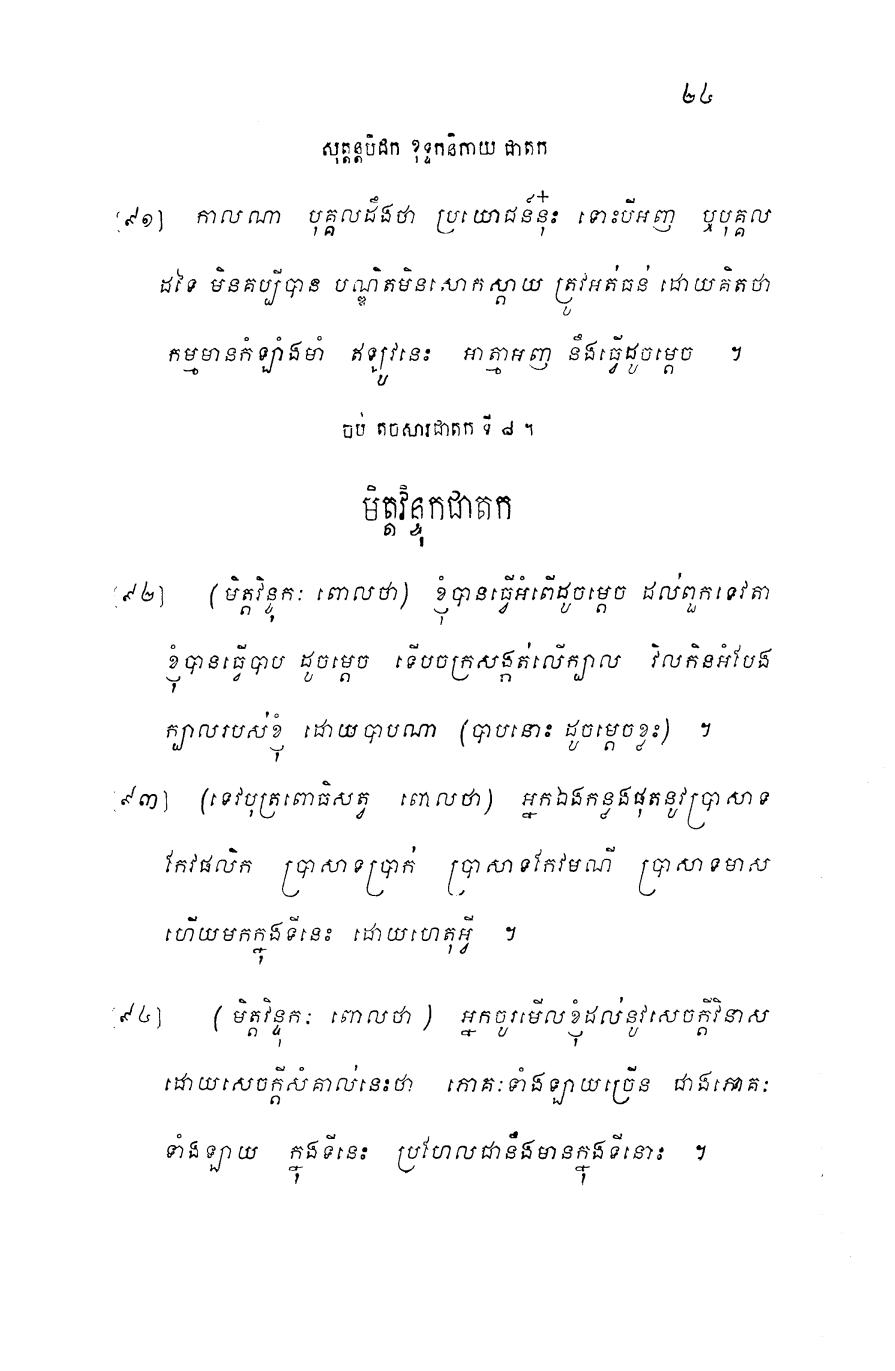 ២៤
សុត្តន្តបិដក ខុទ្ទកនិកាយ ជាតក
[៩១] កាលណា បុគ្គលដឹងថា ប្រយោជន៍នុ៎ះ ទោះបីអញ ឬបុគ្គល
ដទៃ មិនគប្បីបាន បណ្ឌិតមិនសោកស្តាយ ត្រូវអត់ធន់ ដោយគិតថា
កម្មមានកំឡាំងមាំ ឥឡូវនេះ អាត្មាអញ នឹងធ្វើដូចម្តេច ។
ចប់ តចសារជាតក ទី ៨ ។
មិត្តវិន្ទុកជាតក
[៩២] (មិត្តវិន្ទុកៈ ពោលថា) ខ្ញុំបានធ្វើអំពើដូចម្តេច ដល់ពួកទេវតា
ខ្ញុំបានធ្វើបាប ដូចម្តេច ទើបចក្រសង្កត់លើក្បាល វិលកិនអំបែង
ក្បាលរបស់ខ្ញុំ ដោយបាបណា (បាបនោះ ដូចម្តេចខ្លះ) ។
[៩៣] (ទេវបុត្រពោធិសត្វ ពោលថា) អ្នកឯងកន្លងផុតនូវប្រាសាទ
កែវផលិក ប្រាសាទប្រាក់ ប្រាសាទកែវមណី ប្រាសាទមាស
ហើយមកក្នុងទីនេះ ដោយហេតុអ្វី ។
[៩៤] (មិត្តវិន្ទុកៈ ពោលថា) អ្នកចូរមើលខ្ញុំដល់នូវសេចក្តីវិនាស
ដោយសេចក្តីសំគាល់នេះថា ភោគៈទាំងឡាយច្រើន ជាងភោគៈ
ទាំងឡាយ ក្នុងទីនេះ ប្រហែលជានឹងមានក្នុងទីនោះ ។